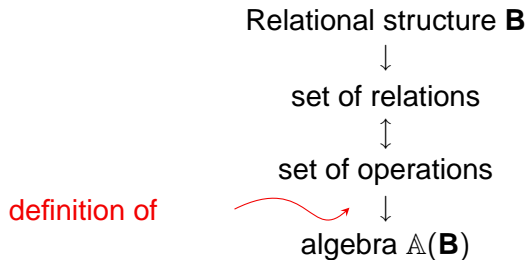 Relational structure B
↓
set of relations
↕
set of operations
definition of
↓
algebra 𝔸(B)